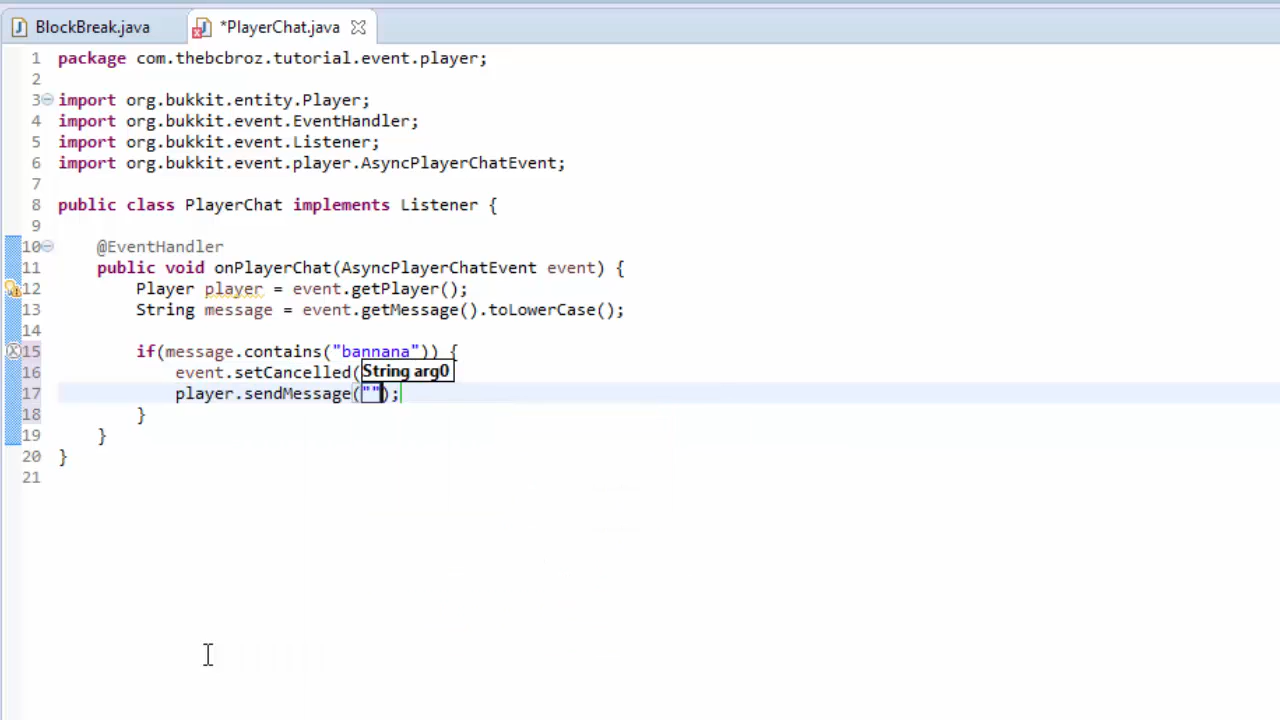 BlockBreak.java *PlayerChat.java
1 package com.thebcbroz.tutorial.event.player;
2
3 import org.bukkit.entity.Player;
4 import org.bukkit.event.EventHandler;
5 import org.bukkit.event.Listener;
6 import org.bukkit.event.player.AsyncPlayerChatEvent;
7
8 public class PlayerChat implements Listener {
9
10 @EventHandler
11 public void onPlayerChat(AsyncPlayerChatEvent event) {
12 Player player = event.getPlayer();
13 String message = event.getMessage().toLowerCase();
14
15 if(message.contains("bannana")) {
16 event.setCancelled( String arg0
17 player.sendMessage("");
18 }
19 }
20 }
21